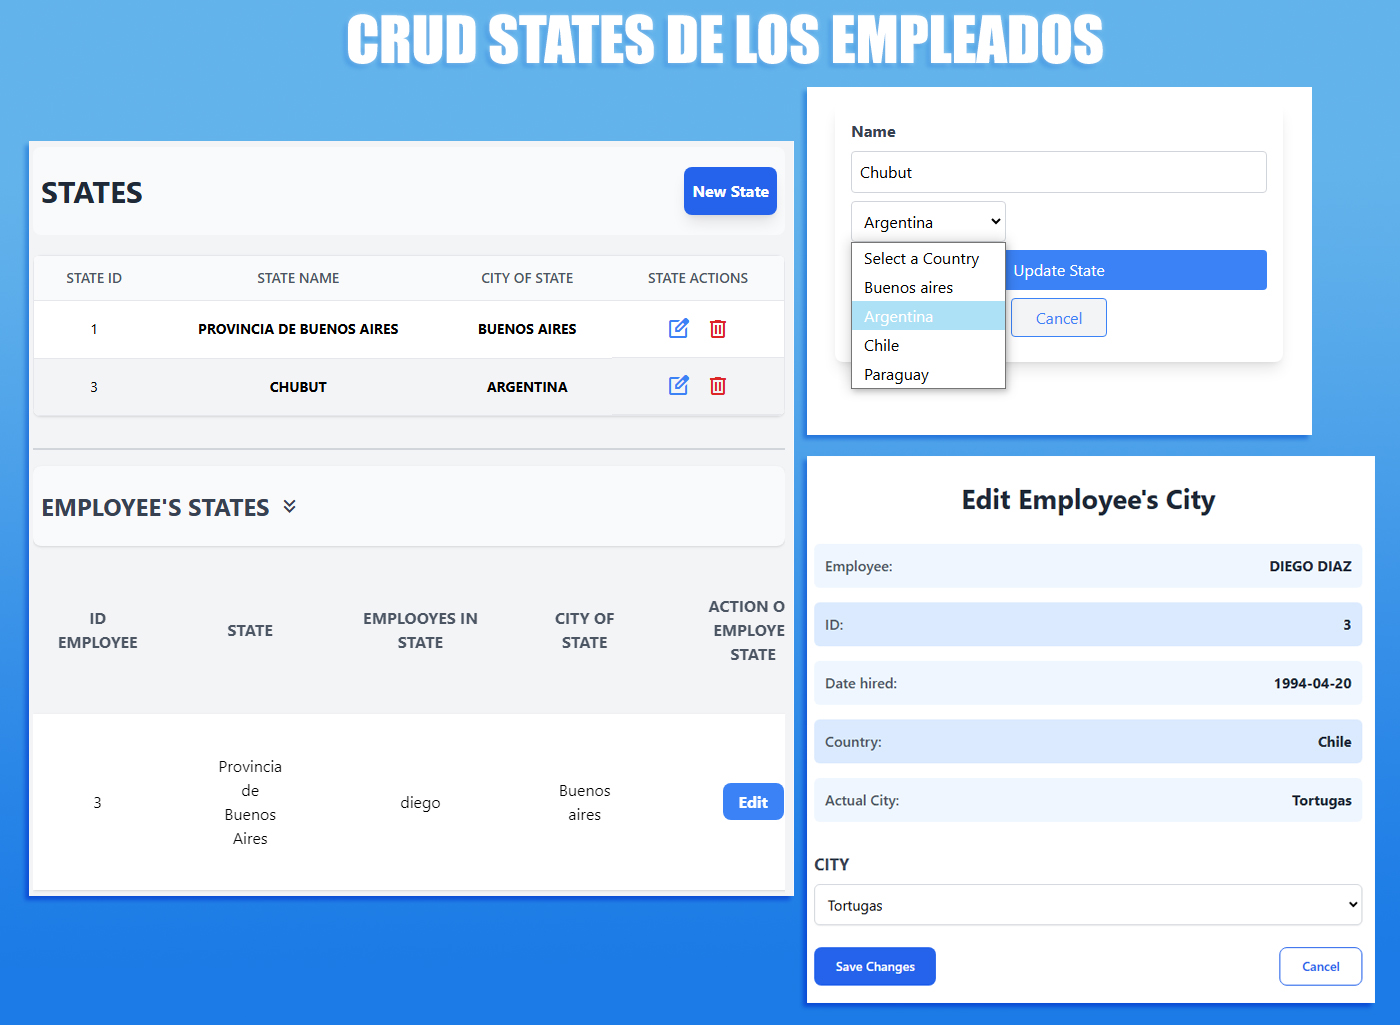 CRUD STATES DE LOS EMPLEADOS
STATES
New State
STATE ID STATE NAME CITY OF STATE STATE ACTIONS
1 PROVINCIA DE BUENOS AIRES BUENOS AIRES
3 CHUBUT ARGENTINA
EMPLOYEE'S STATES
ID EMPLOYEE
STATE
EMPLOOYES IN STATE
CITY OF STATE
ACTION O
EMPLOYE
STATE
3
Provincia
de
Buenos
Aires
diego
Buenos
aires
Edit
Name
Chubut
Argentina
Select a Country
Buenos aires
Argentina
Chile
Paraguay
Update State
Cancel
Edit Employee's City
Employee: DIEGO DIAZ
ID: 3
Date hired: 1994-04-20
Country: Chile
Actual City: Tortugas
CITY
Tortugas
Save Changes
Cancel